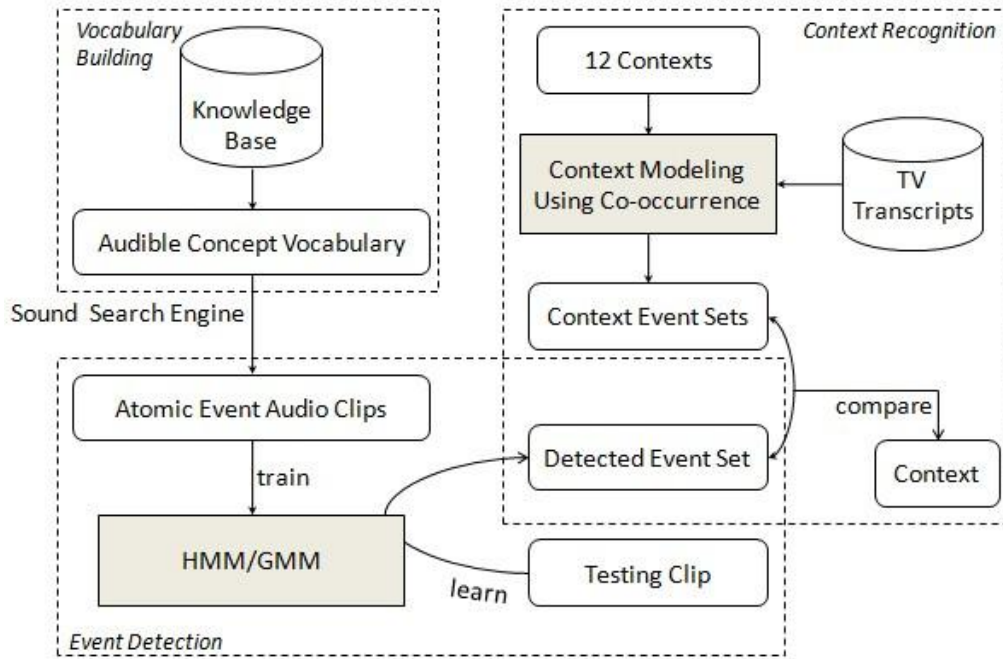 Vocabulary
Building
Knowledge
Base
Audible Concept Vocabulary
Sound Search Engine
Context Recognition
12 Contexts
Context Modeling
Using Co-occurrence
TV
Transcripts
Context Event Sets
compare
Context
Atomic Event Audio Clips
train
HMM/GMM
Detected Event Set
Testing Clip
learn
Event Detection